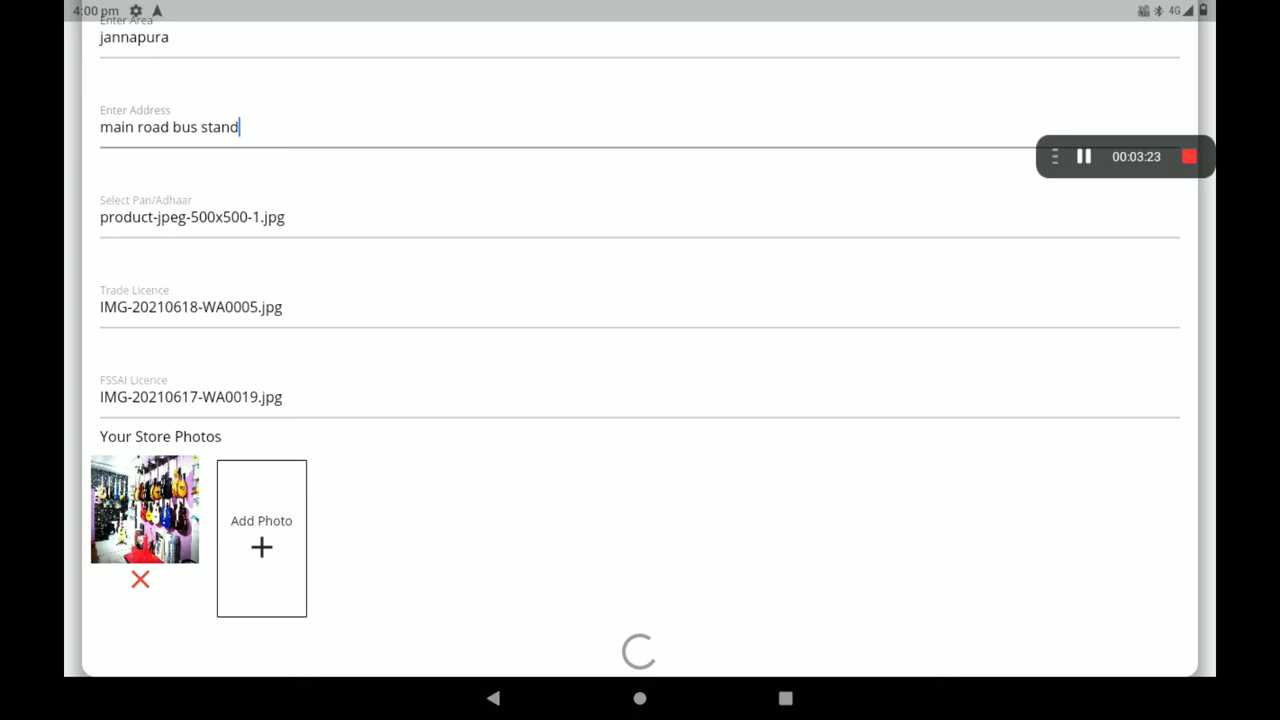 4:00 pm
4G
Enter Area
jannapura
Enter Address
main road bus stand
00:03:23
Select Pan/Adhaar
product-jpeg-500x500-1.jpg
Trade Licence
IMG-20210618-WA0005.jpg
FSSAI Licence
IMG-20210617-WA0019.jpg
Your Store Photos
Add Photo